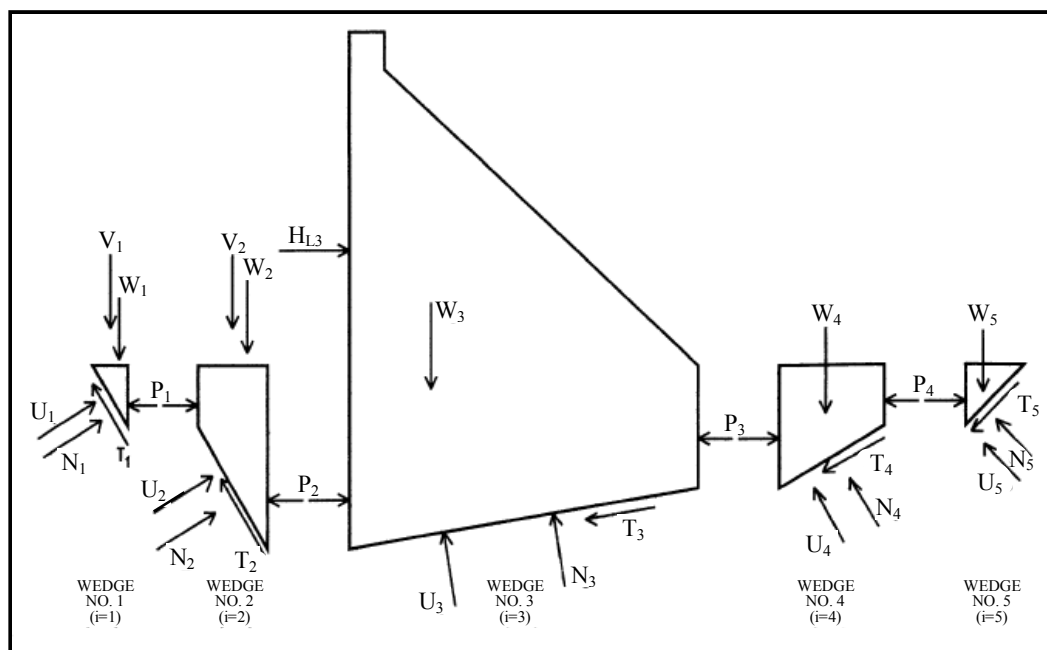 V₁
W₁
V₂
W₂
H_L3
W₃
W₄
W₅
P₁
P₂
P₃
P₄
U₁
N₁
T₁
U₂
N₂
T₂
U₃
N₃
T₃
U₄
N₄
T₄
U₅
N₅
T₅
WEDGE
NO. 1
(i=1)
WEDGE
NO. 2
(i=2)
WEDGE
NO. 3
(i=3)
WEDGE
NO. 4
(i=4)
WEDGE
NO. 5
(i=5)